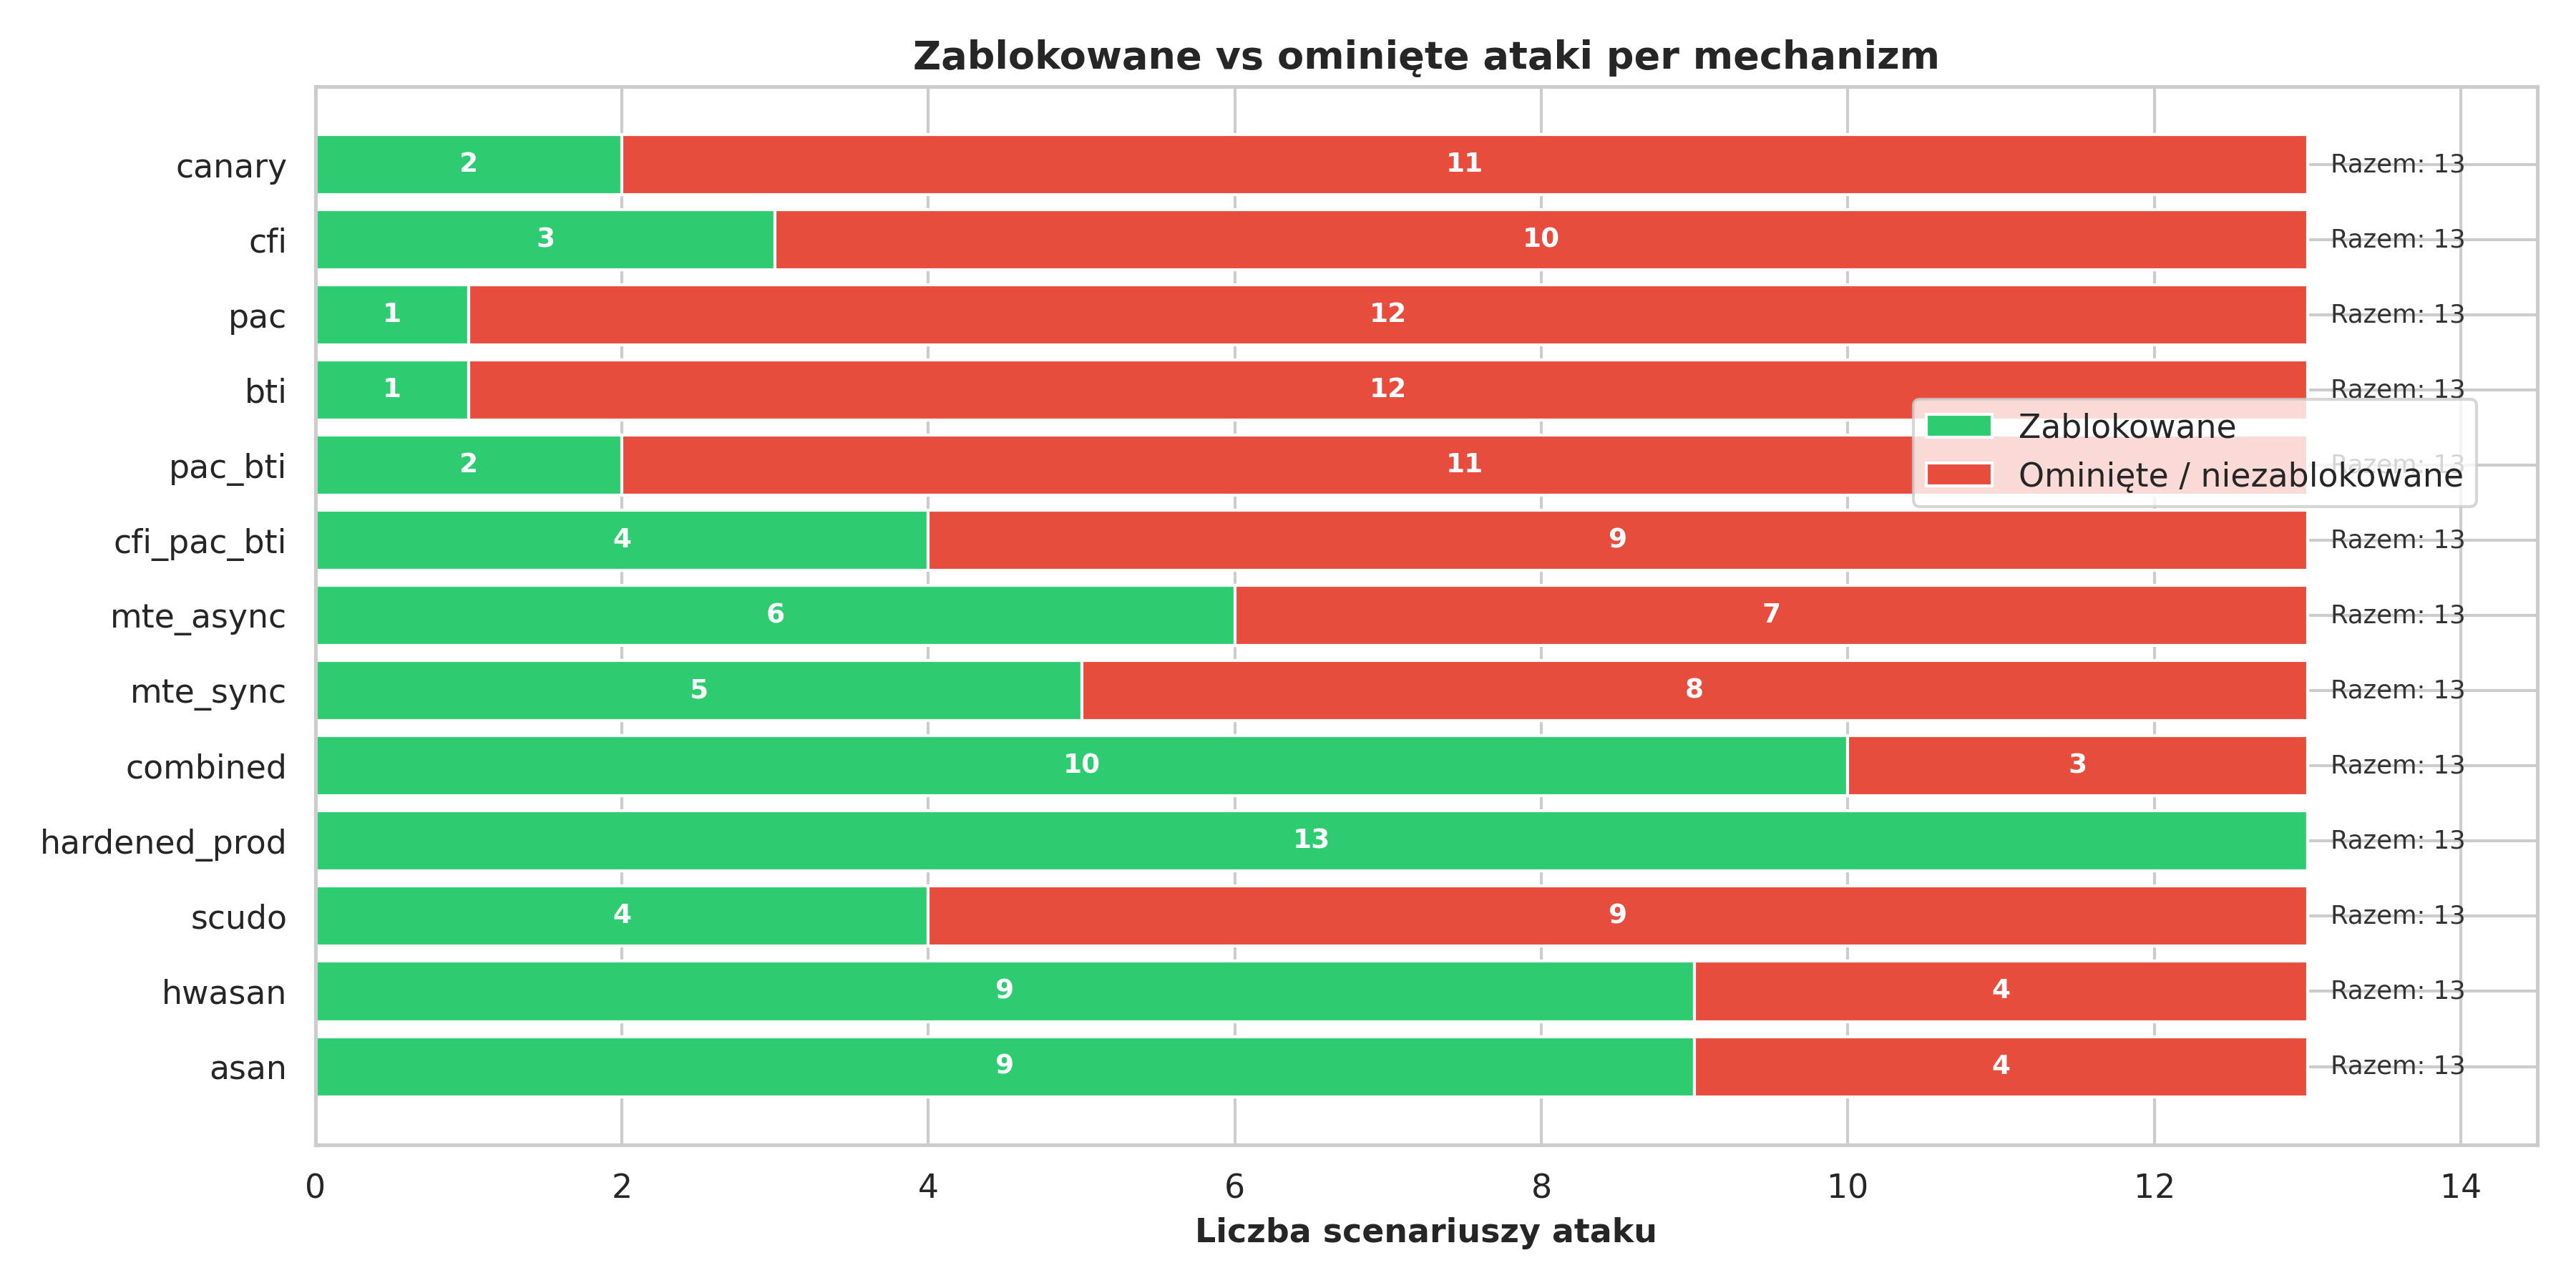 Zablokowane vs ominięte ataki per mechanizm
canary 2 11 Razem: 13
cfi 3 10 Razem: 13
pac 1 12 Razem: 13
bti 1 12 Razem: 13
Zablokowane
pac_bti 2 11 Razem: 13
Ominięte / niezablokowane
cfi_pac_bti 4 9 Razem: 13
mte_async 6 7 Razem: 13
mte_sync 5 8 Razem: 13
combined 10 3 Razem: 13
hardened_prod 13 Razem: 13
scudo 4 9 Razem: 13
hwasan 9 4 Razem: 13
asan 9 4 Razem: 13
0 2 4 6 8 10 12 14
Liczba scenariuszy ataku